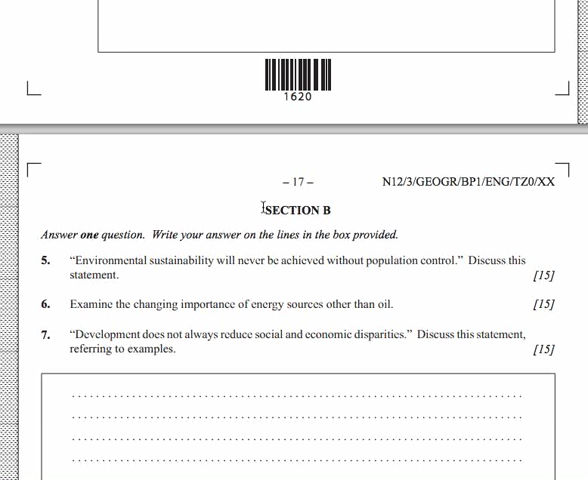 1620
– 17 –
N12/3/GEOGR/BP1/ENG/TZ0/XX
SECTION B
Answer one question. Write your answer on the lines in the box provided.
5. “Environmental sustainability will never be achieved without population control.” Discuss this
statement. [15]
6. Examine the changing importance of energy sources other than oil. [15]
7. “Development does not always reduce social and economic disparities.” Discuss this statement,
referring to examples. [15]